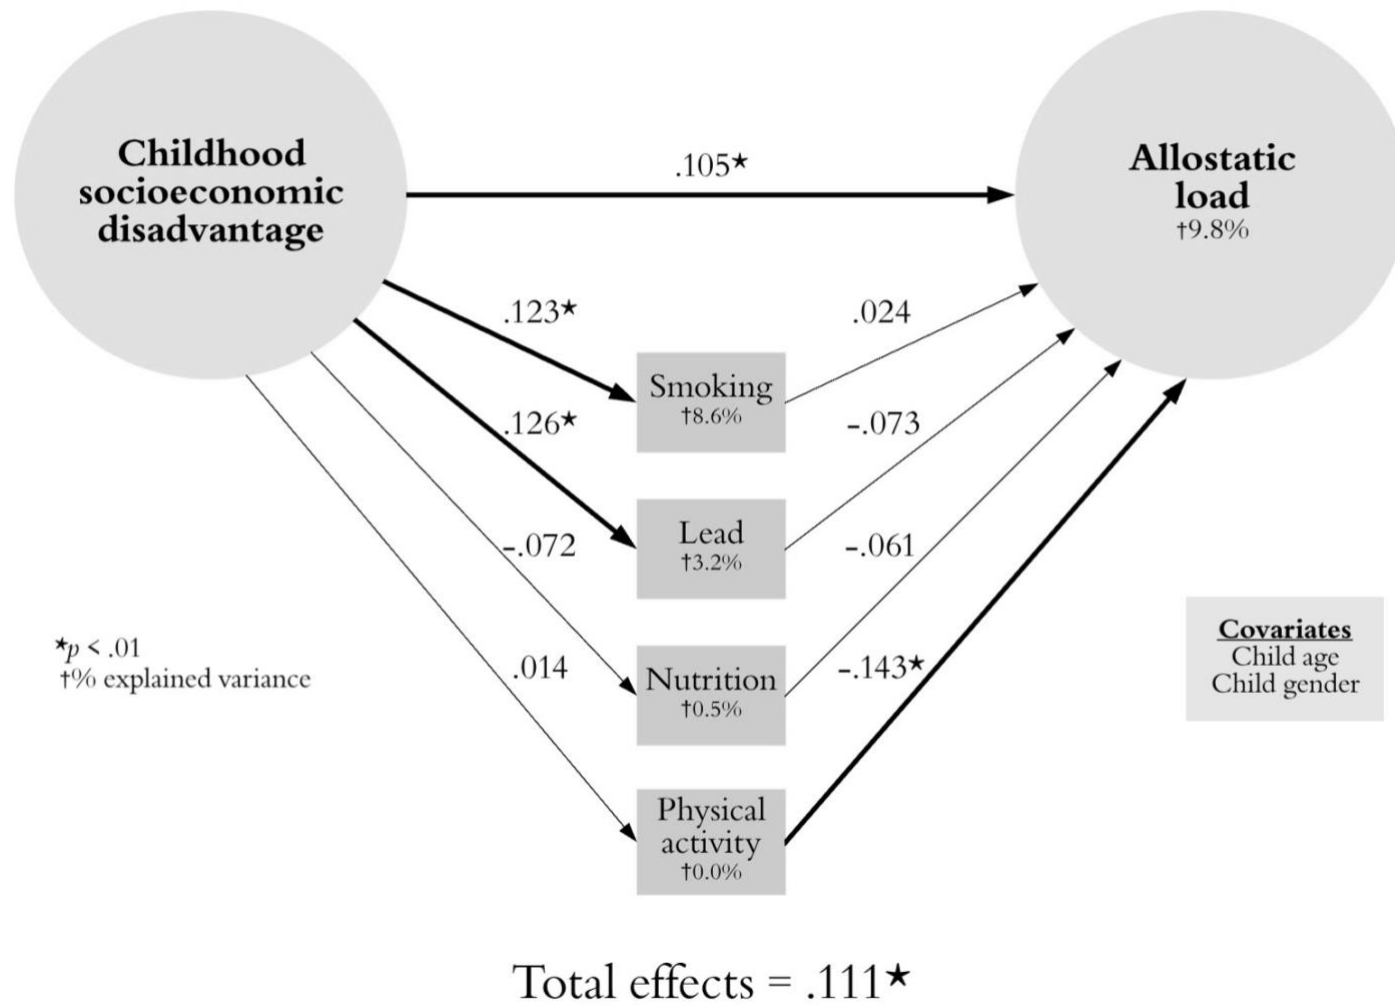 Childhood
socioeconomic
disadvantage
.105★
Allostatic
load
†9.8%
.123★
.024
Smoking
†8.6%
.126★
-.073
Lead
†3.2%
-.072
-.061
Nutrition
†0.5%
.014
-.143★
Physical
activity
†0.0%
★p < .01
†% explained variance
Covariates
Child age
Child gender
Total effects = .111★